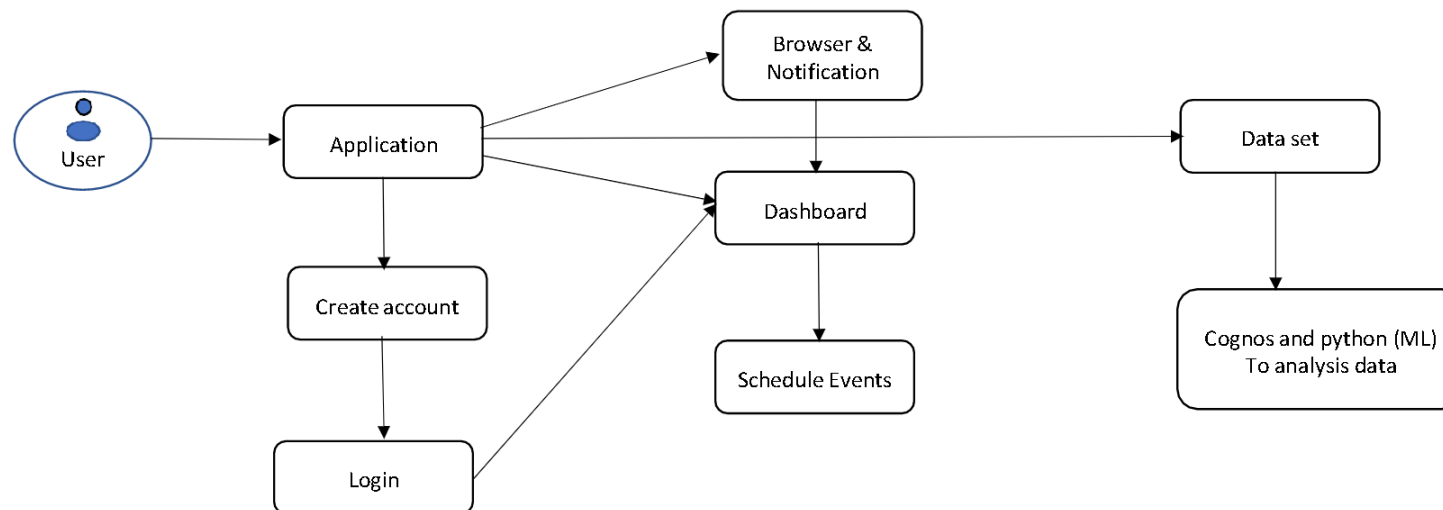 Browser &
Notification
User
Application
Data set
Dashboard
Create account
Cognos and python (ML)
To analysis data
Schedule Events
Login